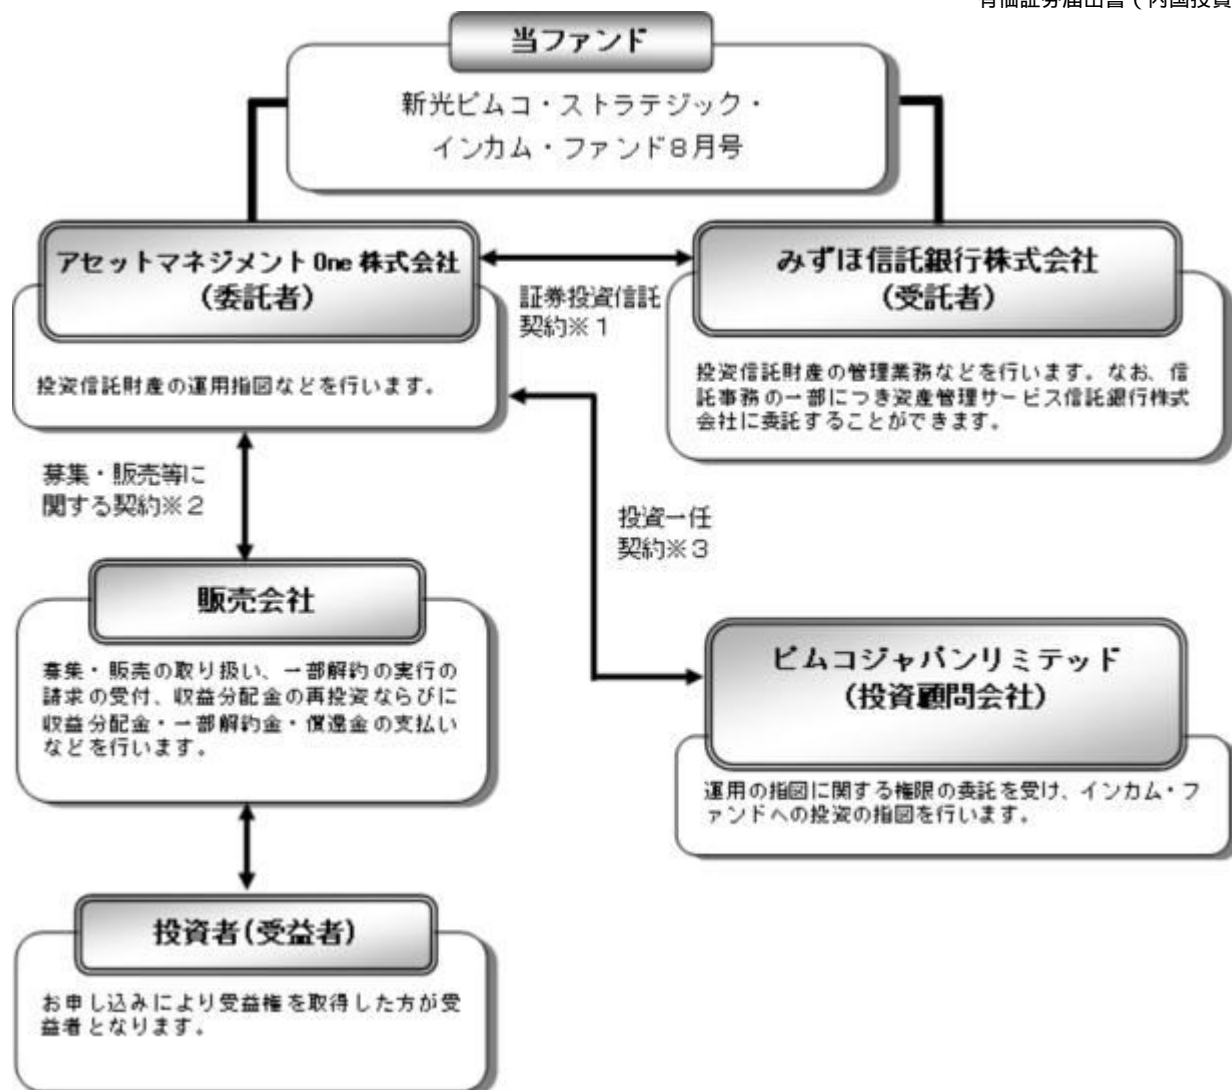 当ファンド
新光ピムコ・ストラテジック・
インカム・ファンド8月号
アセットマネジメントOne株式会社
(委託者)
みずほ信託銀行株式会社
(受託者)
証券投資信託
契約※1
投資信託財産の運用指図などを行います。
投資信託財産の管理業務などを行います。なお、信
託事務の一部につき資産管理サービス信託銀行株式
会社に委託することができます。
募集・販売等に
関する契約※2
投資一任
契約※3
販売会社
募集・販売の取り扱い、一部解約の実行の
請求の受付、収益分配金の再投資ならびに
収益分配金・一部解約金・償還金の支払い
などを行います。
ピムコジャパンリミテッド
(投資顧問会社)
運用の指図に関する権限の委託を受け、インカム・フ
ァンドへの投資の指図を行います。
投資者(受益者)
お申し込みにより受益権を取得した方が受
益者となります。